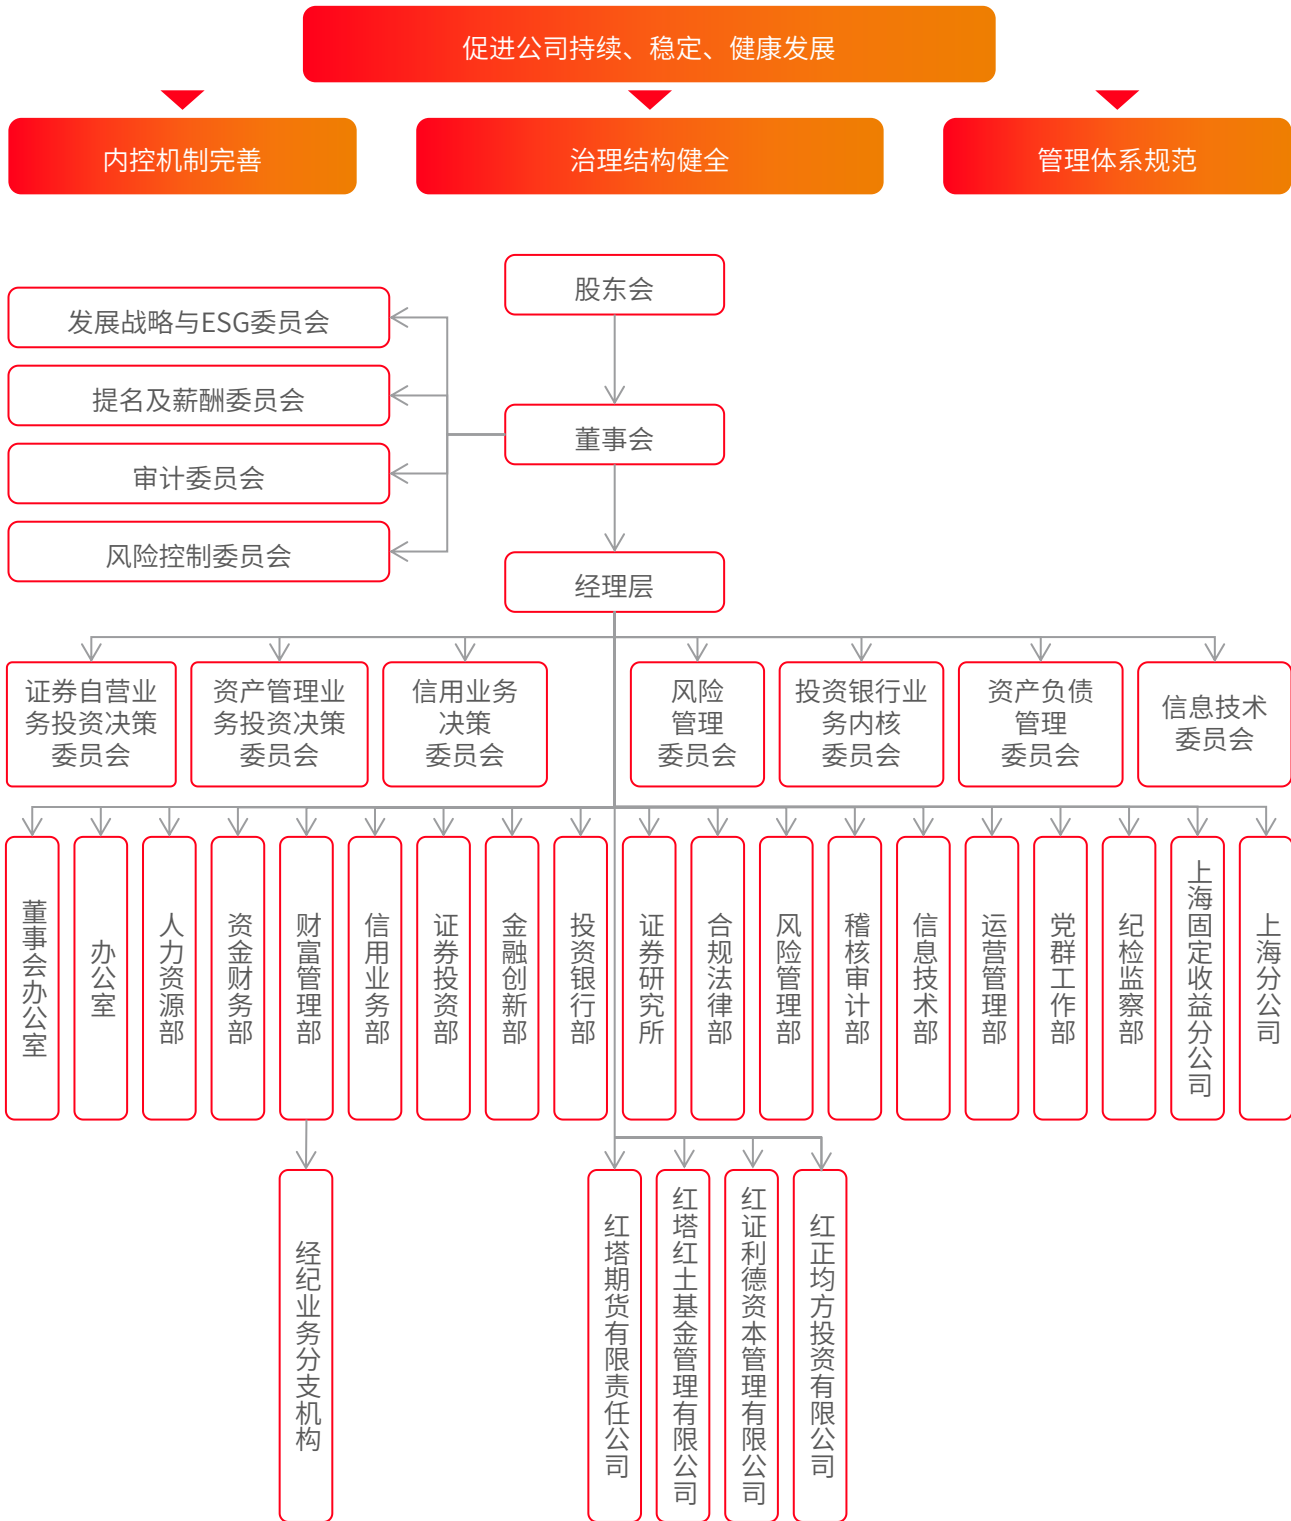 促进公司持续、稳定、健康发展
内控机制完善
治理结构健全
管理体系规范
股东会
发展战略与ESG委员会
提名及薪酬委员会
董事会
审计委员会
风险控制委员会
经理层
证券自营业
务投资决策
委员会
资产管理业
务投资决策
委员会
信用业务
决策
委员会
风险
管理
委员会
投资银行业
务内核
委员会
资产负债
管理
委员会
信息技术
委员会
董事会办公室
办公室
人力资源部
资金财务部
财富管理部
信用业务部
证券投资部
金融创新部
投资银行部
证券研究所
合规法律部
风险管理部
稽核审计部
信息技术部
运营管理部
党群工作部
纪检监察部
上海固定收益分公司
上海分公司
经纪业务分支机构
红塔期货有限责任公司
红塔红土基金管理有限公司
红证利德资本管理有限公司
红正均方投资有限公司